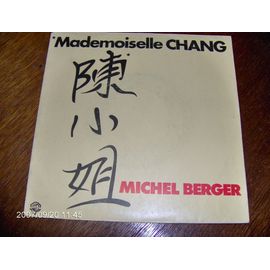 "Mademoiselle CHANG
陳
小
姐
MICHEL BERGER
2007/09/20 11:45